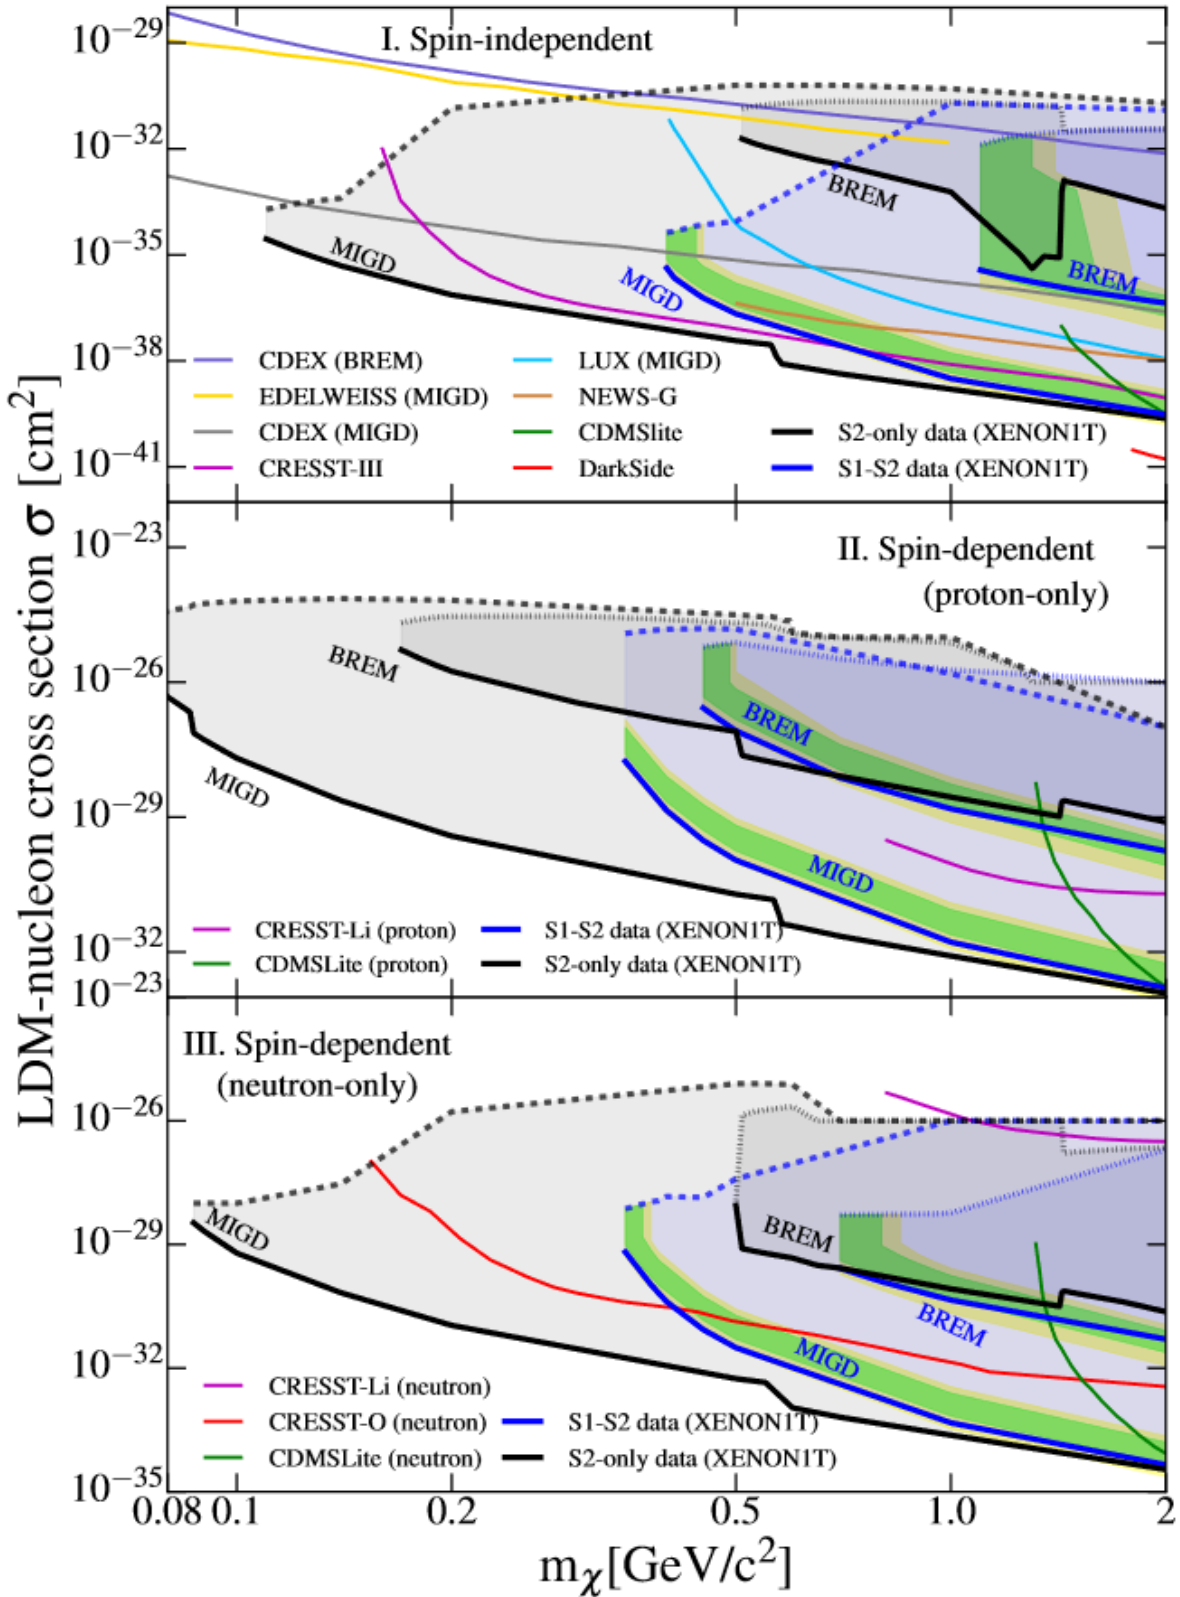 LDM-nucleon cross section σ [cm²]
10⁻²⁹
I. Spin-independent
10⁻³²
BREM
10⁻³⁵
MIGD
MIGD
BREM
10⁻³⁸
CDEX (BREM)
LUX (MIGD)
EDELWEISS (MIGD)
NEWS-G
CDEX (MIGD)
CDMSlite
S2-only data (XENON1T)
10⁻⁴¹
CRESST-III
DarkSide
S1-S2 data (XENON1T)
10⁻²³
II. Spin-dependent
(proton-only)
10⁻²⁶
BREM
BREM
MIGD
10⁻²⁹
MIGD
CRESST-Li (proton)
S1-S2 data (XENON1T)
10⁻³²
CDMSLite (proton)
S2-only data (XENON1T)
10⁻²³
III. Spin-dependent
(neutron-only)
10⁻²⁶
MIGD
BREM
10⁻²⁹
BREM
MIGD
10⁻³²
CRESST-Li (neutron)
CRESST-O (neutron)
S1-S2 data (XENON1T)
CDMSLite (neutron)
S2-only data (XENON1T)
10⁻³⁵
0.08 0.1 0.2 0.5 1.0 2
mχ[GeV/c²]